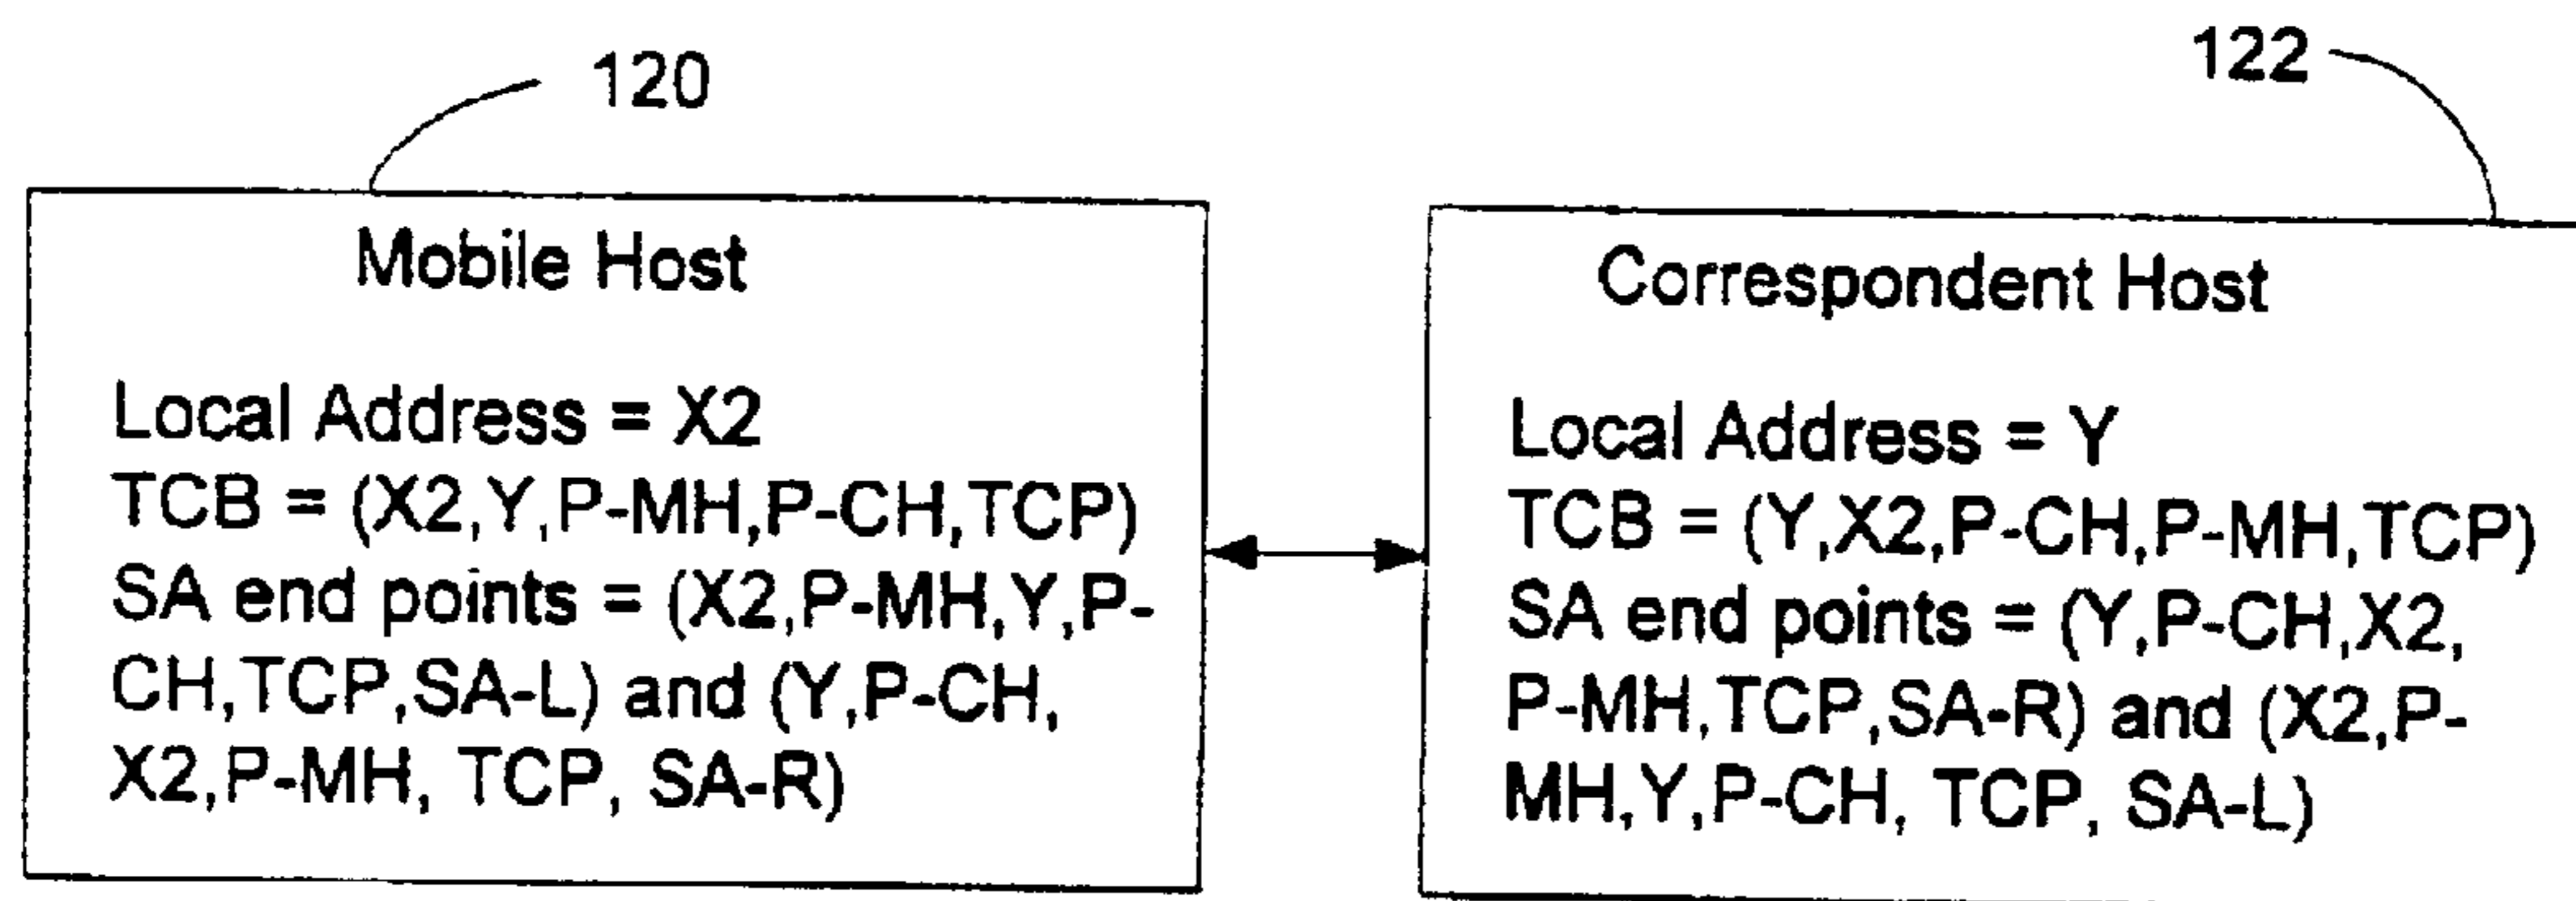 120
122
Mobile Host
Local Address = X2
TCB = (X2,Y,P-MH,P-CH,TCP)
SA end points = (X2,P-MH,Y,P-
CH,TCP,SA-L) and (Y,P-CH,
X2,P-MH, TCP, SA-R)
Correspondent Host
Local Address = Y
TCB = (Y,X2,P-CH,P-MH,TCP)
SA end points = (Y,P-CH,X2,
P-MH,TCP,SA-R) and (X2,P-
MH,Y,P-CH, TCP, SA-L)